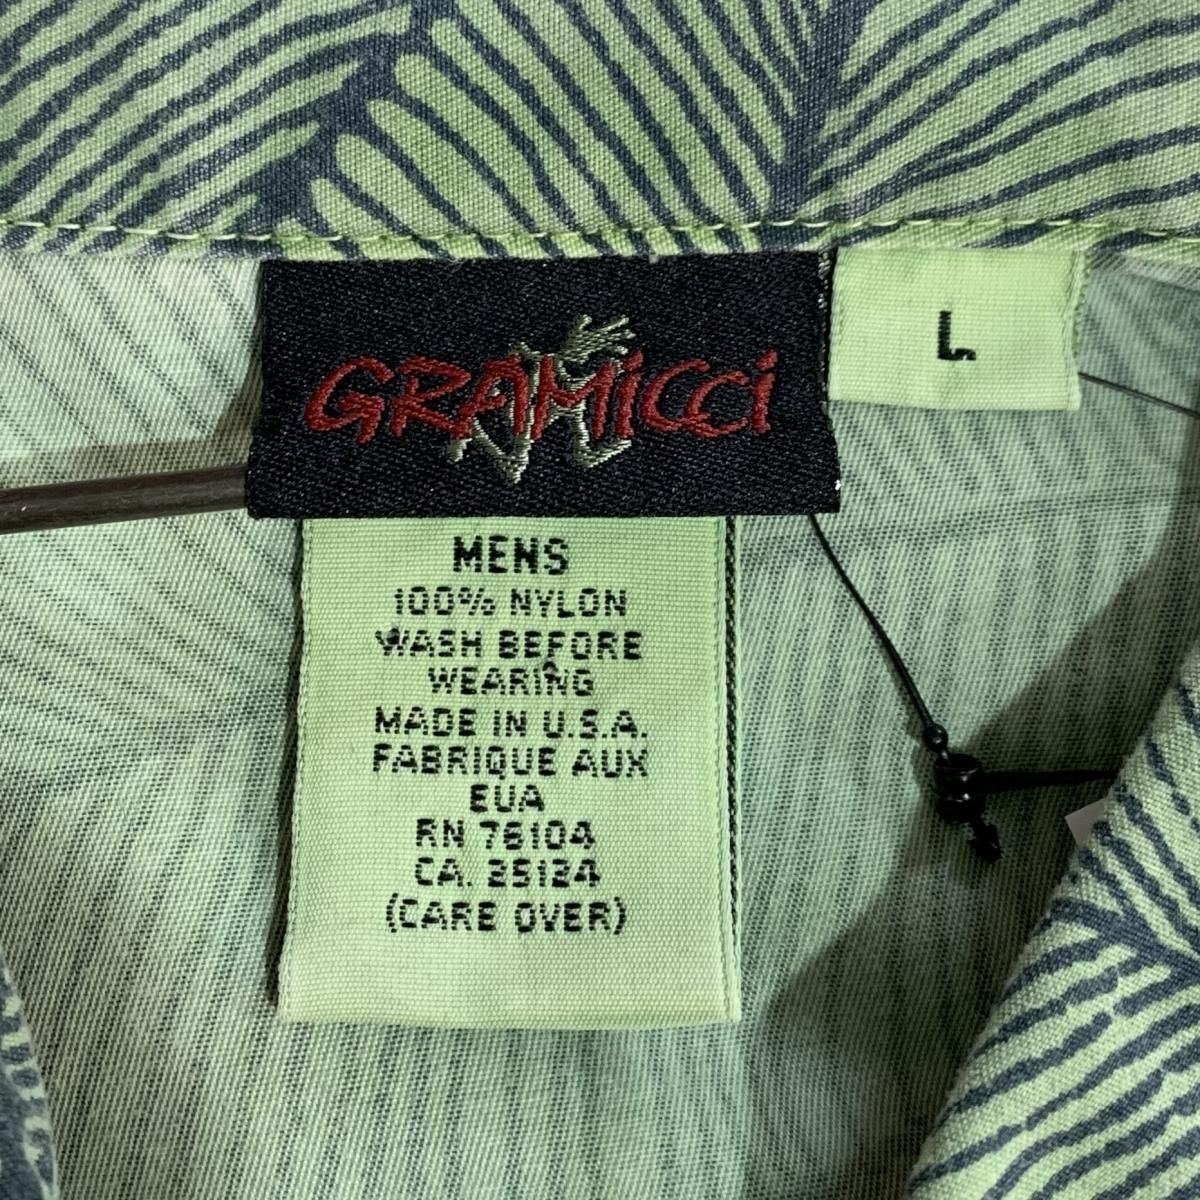 GRAMiCCi
L
MENS
100% NYLON
WASH BEFORE
WEARING
MADE IN U.S.A.
FABRIQUE AUX
EUA
RN 76104
CA. 25124
(CARE OVER)